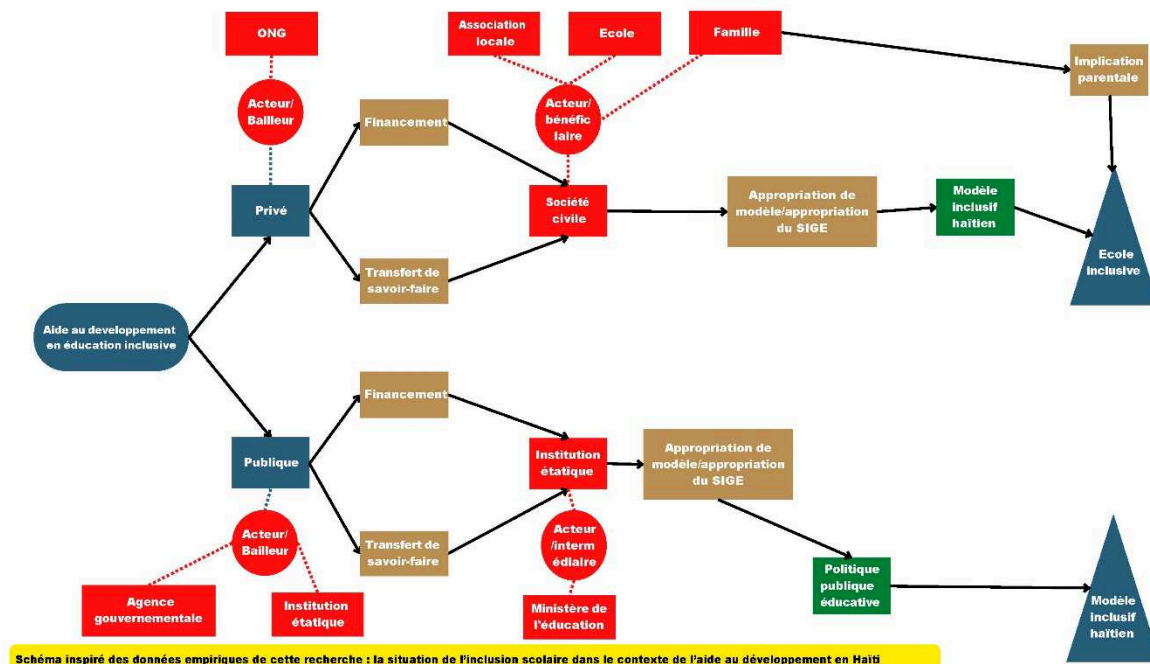 ONG
Association
locale
Ecole
Famille
Implication
parentale
Acteur/
Bailleur
Financement
Acteur/
bénéfic
iaire
Privé
Société
civile
Appropriation de
modèle/appropriation
du SIGE
Modèle
inclusif
haïtien
Ecole
inclusive
Transfert de
savoir-faire
Aide au developpement
en éducation inclusive
Financement
Publique
Institution
étatique
Appropriation de
modèle/appropriation
du SIGE
Acteur/
Bailleur
Transfert de
savoir-faire
Acteur
/interm
édiaire
Agence
gouvernementale
Institution
étatique
Ministère de
l'éducation
Politique
publique
éducative
Modèle
inclusif
haïtien
Schéma inspiré des données empiriques de cette recherche : la situation de l'inclusion scolaire dans le contexte de l'aide au développement en Haïti